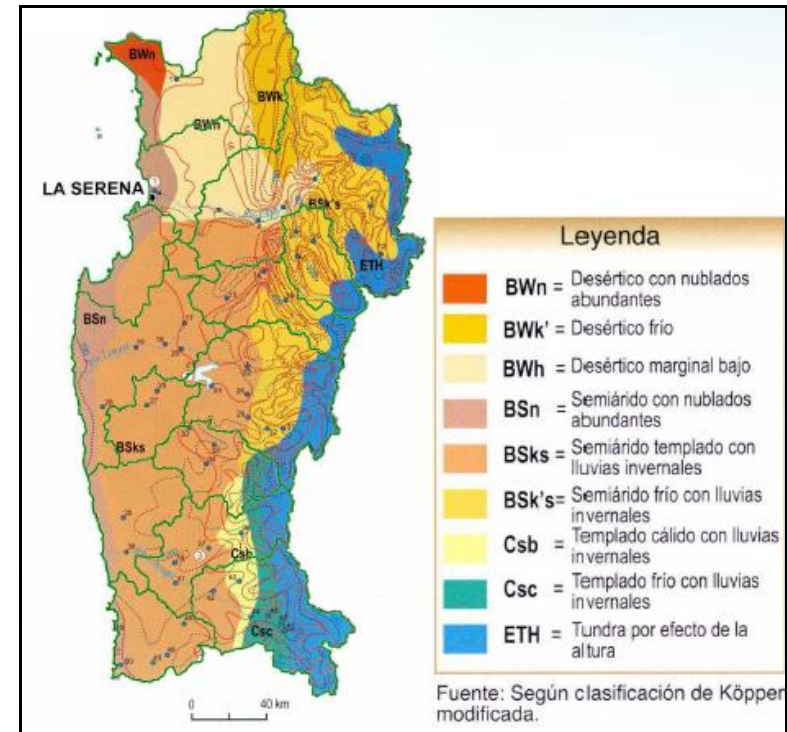 BWn
BWk
BWh
LA SERENA
BSk's
ETH
BSn
BSks
Csb
Csc
0 40 km
Leyenda
BWn = Desértico con nublados
abundantes
BWk' = Desértico frío
BWh = Desértico marginal bajo
BSn = Semiárido con nublados
abundantes
BSks = Semiárido templado con
lluvias invernales
BSk's= Semiárido frío con lluvias
invernales
Csb = Templado cálido con lluvias
invernales
Csc = Templado frío con lluvias
invernales
ETH = Tundra por efecto de la
altura
Fuente: Según clasificación de Köpper
modificada.